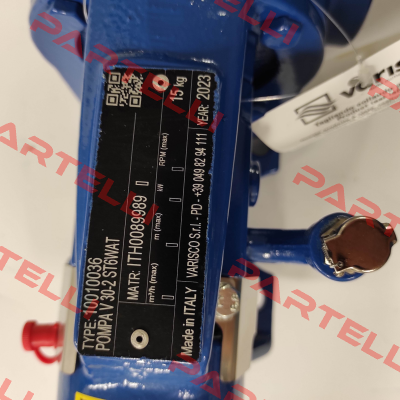 TYPE: 10010036
POMPA V 30-2 ST6WAT
MATR: ITH0089989
m³/h (max) m (max) kW RPM (max)
15 kg
Made in ITALY VARISCO S.r.l. - PD - +39 049 82 94 111 YEAR: 2023
varisco
PARTELLI
PARTELLI
PARTELLI
PARTELLI